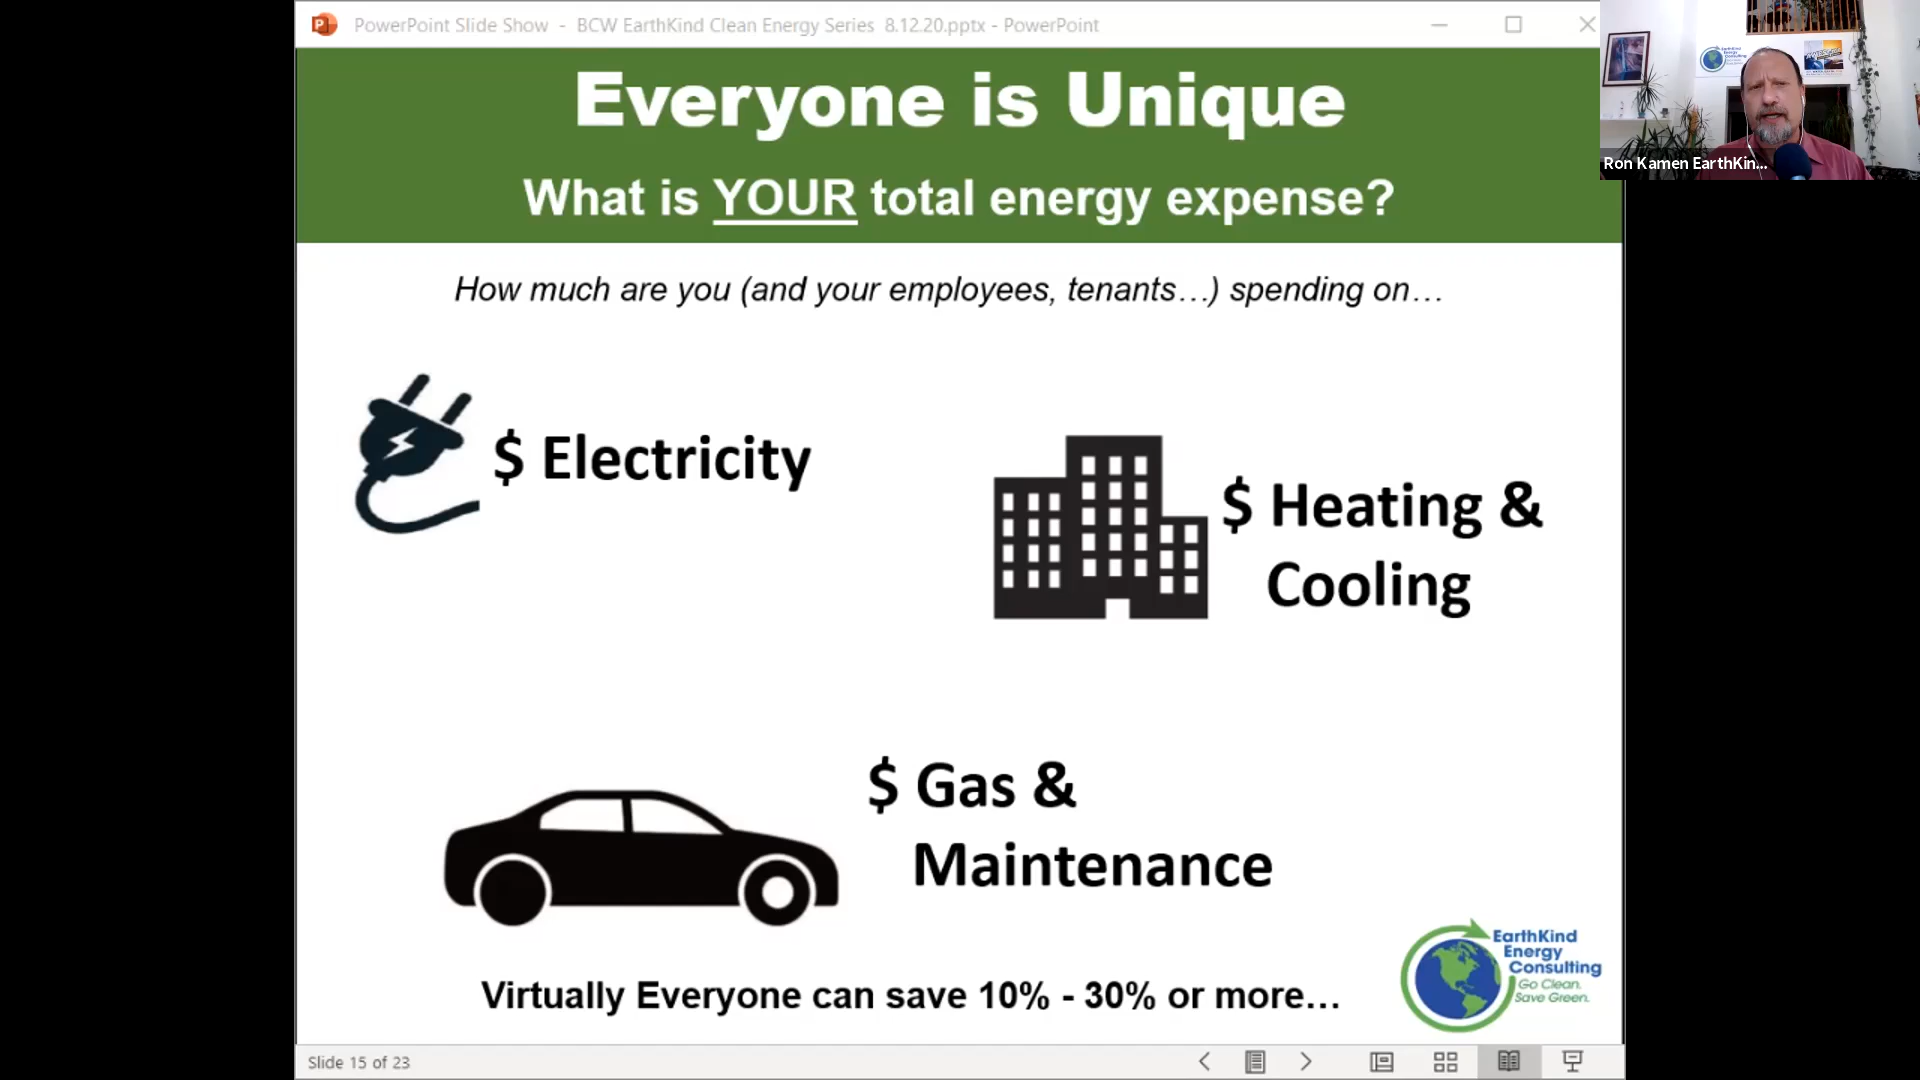 PowerPoint Slide Show - BCW EarthKind Clean Energy Series 8.12.20.pptx - PowerPoint
Everyone is Unique
What is YOUR total energy expense?
How much are you (and your employees, tenants…) spending on…
$ Electricity
$ Heating &
Cooling
$ Gas &
Maintenance
Virtually Everyone can save 10% - 30% or more…
EarthKind
Energy
Consulting
Go Clean.
Save Green.
Slide 15 of 23
Ron Kamen EarthKin...